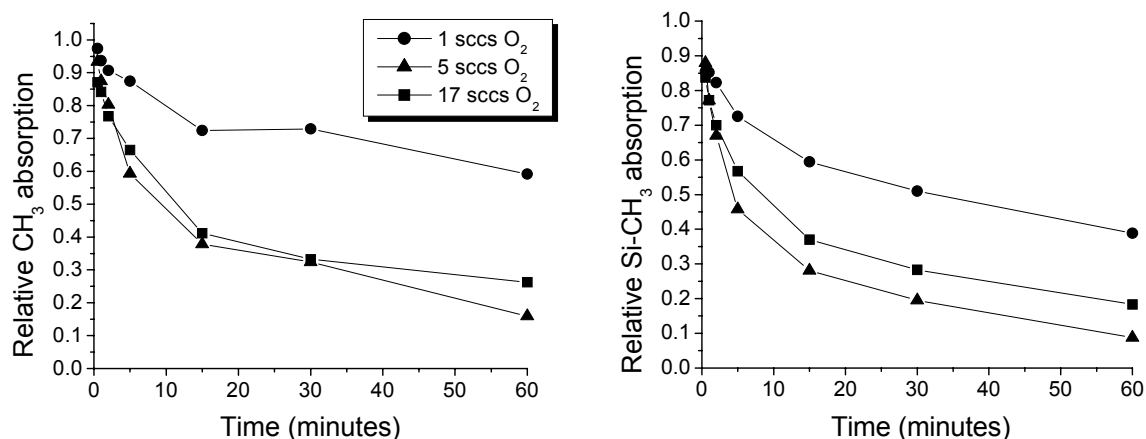 Relative CH₃ absorption
1.0
0.9
0.8
0.7
0.6
0.5
0.4
0.3
0.2
0.1
0.0
0 10 20 30 40 50 60
Time (minutes)
1 sccs O₂
5 sccs O₂
17 sccs O₂
Relative Si-CH₃ absorption
1.0
0.9
0.8
0.7
0.6
0.5
0.4
0.3
0.2
0.1
0.0
0 10 20 30 40 50 60
Time (minutes)